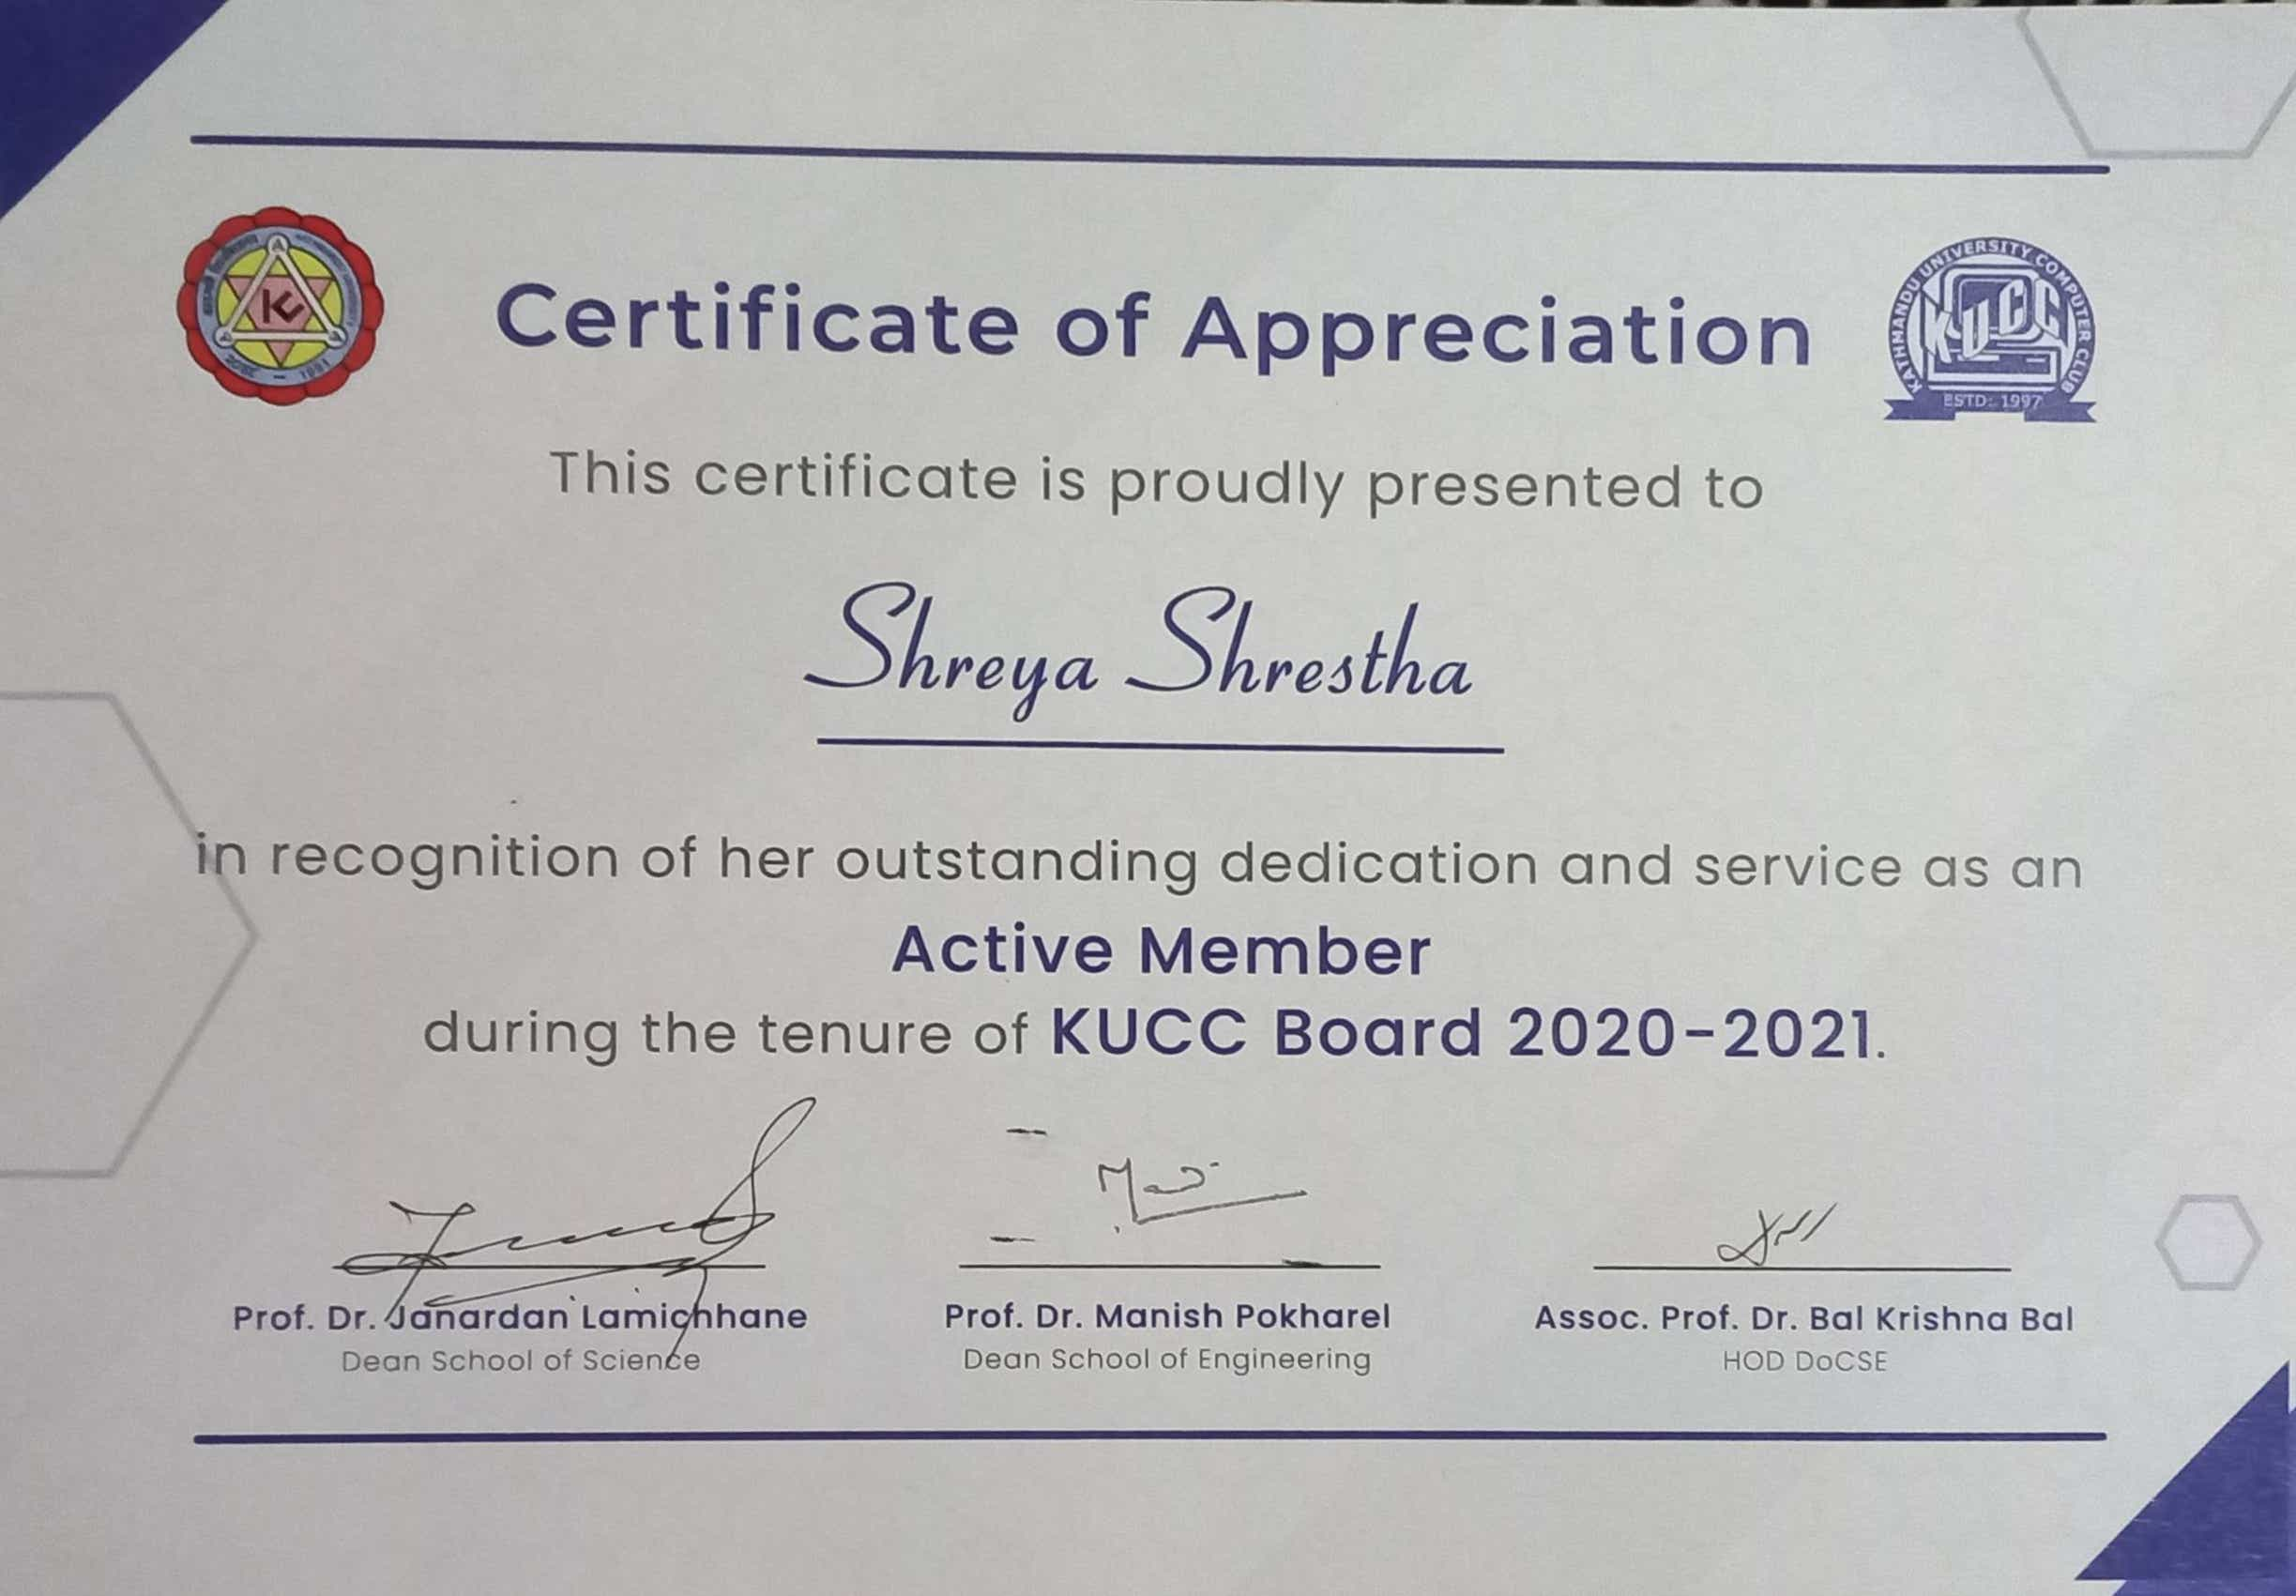 Certificate of Appreciation
KATHMANDU UNIVERSITY COMPUTER CLUB
KUCC
ESTD: 1997
This certificate is proudly presented to
Shreya Shrestha
in recognition of her outstanding dedication and service as an
Active Member
during the tenure of KUCC Board 2020-2021.
Prof. Dr. Janardan Lamichhane
Dean School of Science
Prof. Dr. Manish Pokharel
Dean School of Engineering
Assoc. Prof. Dr. Bal Krishna Bal
HOD DoCSE